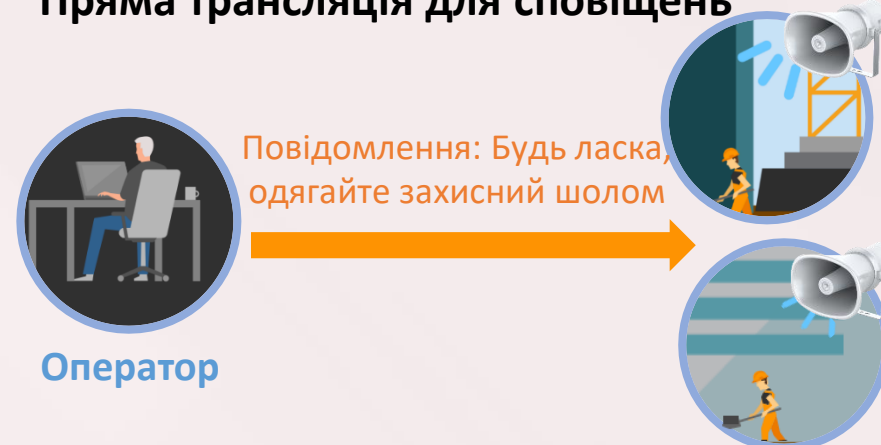 Пряма трансляція для сповіщень
Повідомлення: Будь ласка,
одягайте захисний шолом
Оператор